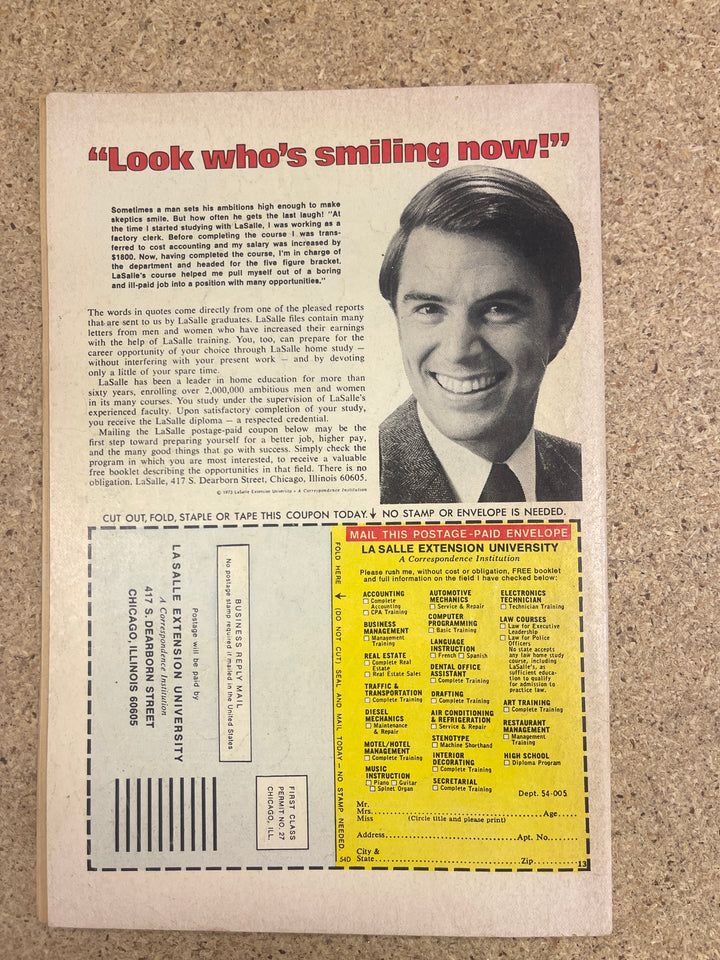 “Look who’s smiling now!”
Sometimes a man sets his ambitions high enough to make
skeptics smile. But how often he gets the last laugh! "At
the time I started studying with LaSalle, I was working as a
factory clerk. Before completing the course I was trans-
ferred to cost accounting and my salary was increased by
$1800. Now, having completed the course, I'm in charge of
the department and headed for the five figure bracket.
LaSalle's course helped me pull myself out of a boring
and ill-paid job into a position with many opportunities."
The words in quotes come directly from one of the pleased reports
that are sent to us by LaSalle graduates. LaSalle files contain many
letters from men and women who have increased their earnings
with the help of LaSalle training. You, too, can prepare for the
career opportunity of your choice through LaSalle home study —
without interfering with your present work — and by devoting
only a little of your spare time.
LaSalle has been a leader in home education for more than
sixty years, enrolling over 2,000,000 ambitious men and women
in its many courses. You study under the supervision of LaSalle's
experienced faculty. Upon satisfactory completion of your study,
you receive the LaSalle diploma — a respected credential.
Mailing the LaSalle postage-paid coupon below may be the
first step toward preparing yourself for a better job, higher pay,
and the many good things that go with success. Simply check the
program in which you are most interested, to receive a valuable
free booklet describing the opportunities in that field. There is no
obligation. LaSalle, 417 S. Dearborn Street, Chicago, Illinois 60605.
© 1973 LaSalle Extension University • A Correspondence Institution
CUT OUT, FOLD, STAPLE OR TAPE THIS COUPON TODAY. NO STAMP OR ENVELOPE IS NEEDED.
BUSINESS REPLY MAIL
No postage stamp required if mailed in the United States
Postage will be paid by
LASALLE EXTENSION UNIVERSITY
A Correspondence Institution
417 S. DEARBORN STREET
CHICAGO, ILLINOIS 60605
FIRST CLASS
PERMIT NO. 27
CHICAGO, ILL.
FOLD HERE (DO NOT CUT) SEAL AND MAIL TODAY — NO STAMP NEEDED.
MAIL THIS POSTAGE-PAID ENVELOPE
LA SALLE EXTENSION UNIVERSITY
A Correspondence Institution
Please rush me, without cost or obligation, FREE booklet
and full information on the field I have checked below:
ACCOUNTING
Complete
Accounting
CPA Training
BUSINESS
MANAGEMENT
Management
Training
REAL ESTATE
Complete Real
Estate
Real Estate Sales
TRAFFIC &
TRANSPORTATION
Complete Training
DIESEL
MECHANICS
Maintenance
& Repair
MOTEL/HOTEL
MANAGEMENT
Complete Training
MUSIC
INSTRUCTION
Piano Guitar
Spinet Organ
AUTOMOTIVE
MECHANICS
Service & Repair
COMPUTER
PROGRAMMING
Basic Training
LANGUAGE
INSTRUCTION
French Spanish
DENTAL OFFICE
ASSISTANT
Complete Training
DRAFTING
Complete Training
AIR CONDITIONING
& REFRIGERATION
Service & Repair
STENOTYPE
Machine Shorthand
INTERIOR
DECORATING
Complete Training
SECRETARIAL
Complete Training
ELECTRONICS
TECHNICIAN
Technician Training
LAW COURSES
Law for Executive
Leadership
Law for Police
Officers
No state accepts
any law home study
course, including
LaSalle's, as
sufficient educa-
tion to qualify
for admission to
practice law.
ART TRAINING
Complete Training
RESTAURANT
MANAGEMENT
Management
Training
HIGH SCHOOL
Diploma Program
Dept. 54-005
Mr.
Mrs. Age
Miss (Circle title and please print)
Address Apt. No.
City &
State Zip
54D
13